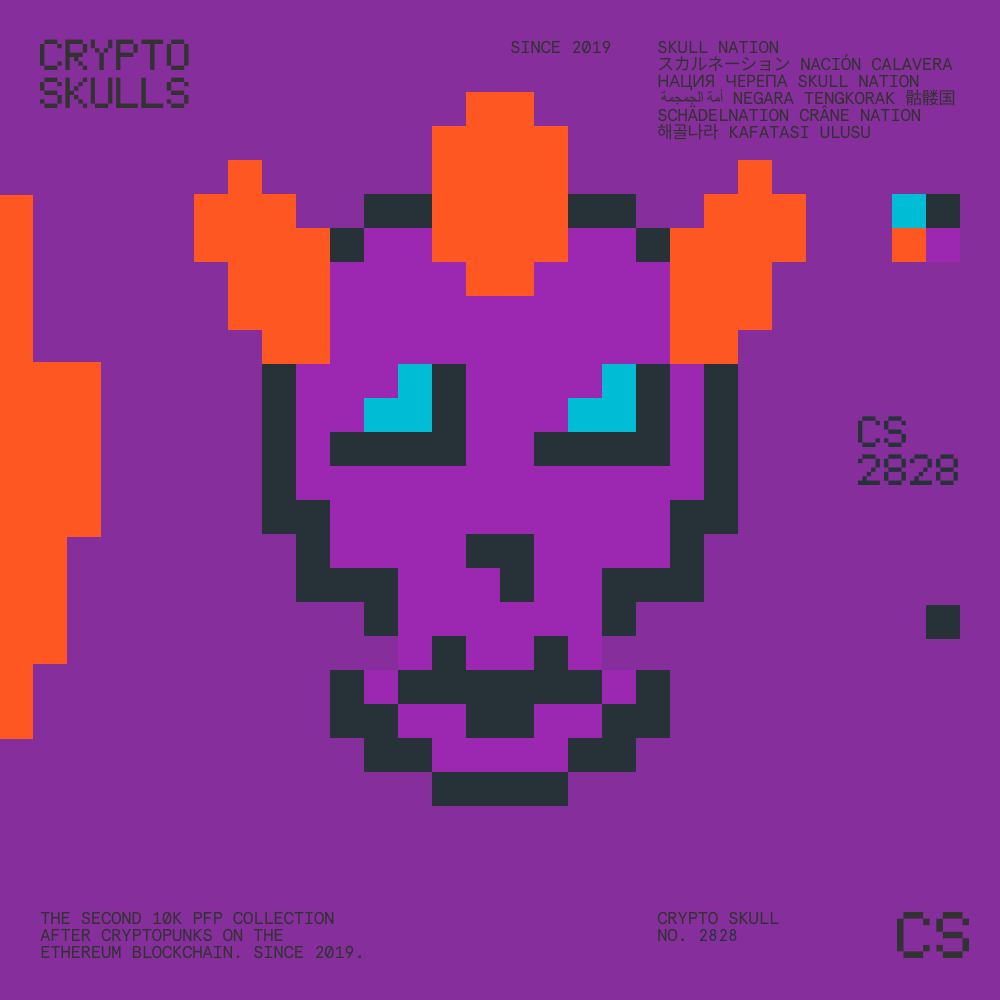 CRYPTO
SKULLS
SINCE 2019
SKULL NATION
スカルネーション NACIÓN CALAVERA
НАЦИЯ ЧЕРЕПА SKULL NATION
أمة الجمجمة NEGARA TENGKORAK 骷髅国
SCHÄDELNATION CRÂNE NATION
해골나라 KAFATASI ULUSU
CS
2828
THE SECOND 10K PFP COLLECTION
AFTER CRYPTOPUNKS ON THE
ETHEREUM BLOCKCHAIN. SINCE 2019.
CRYPTO SKULL
NO. 2828
CS